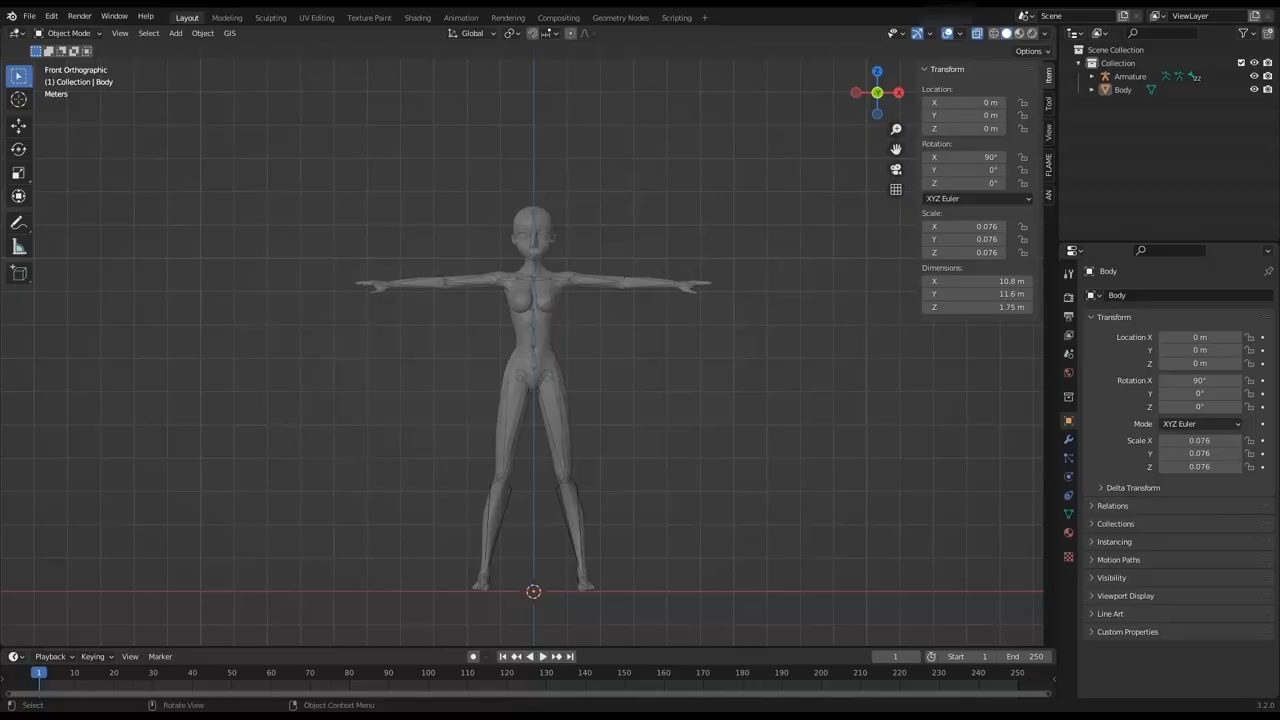 File Edit Render Window Help Layout Modeling Sculpting UV Editing Texture Paint Shading Animation Rendering Compositing Geometry Nodes Scripting + Scene ViewLayer
Object Mode View Select Add Object GIS Global
Options
Front Orthographic
(1) Collection | Body
Meters
Z
Y
X
Transform
Location:
X 0 m
Y 0 m
Z 0 m
Rotation:
X 90°
Y 0°
Z 0°
XYZ Euler
Scale:
X 0.076
Y 0.076
Z 0.076
Dimensions:
X 10.8 m
Y 11.6 m
Z 1.75 m
Item
Tool
View
FLAME
AN
Scene Collection
Collection
Armature 22
Body
Body
Body
Transform
Location X 0 m
Y 0 m
Z 0 m
Rotation X 90°
Y 0°
Z 0°
Mode XYZ Euler
Scale X 0.076
Y 0.076
Z 0.076
Delta Transform
Relations
Collections
Instancing
Motion Paths
Visibility
Viewport Display
Line Art
Custom Properties
Playback Keying View Marker 1 Start 1 End 250
1 10 20 30 40 50 60 70 80 90 100 110 120 130 140 150 160 170 180 190 200 210 220 230 240 250
Select Rotate View Object Context Menu 3.2.0